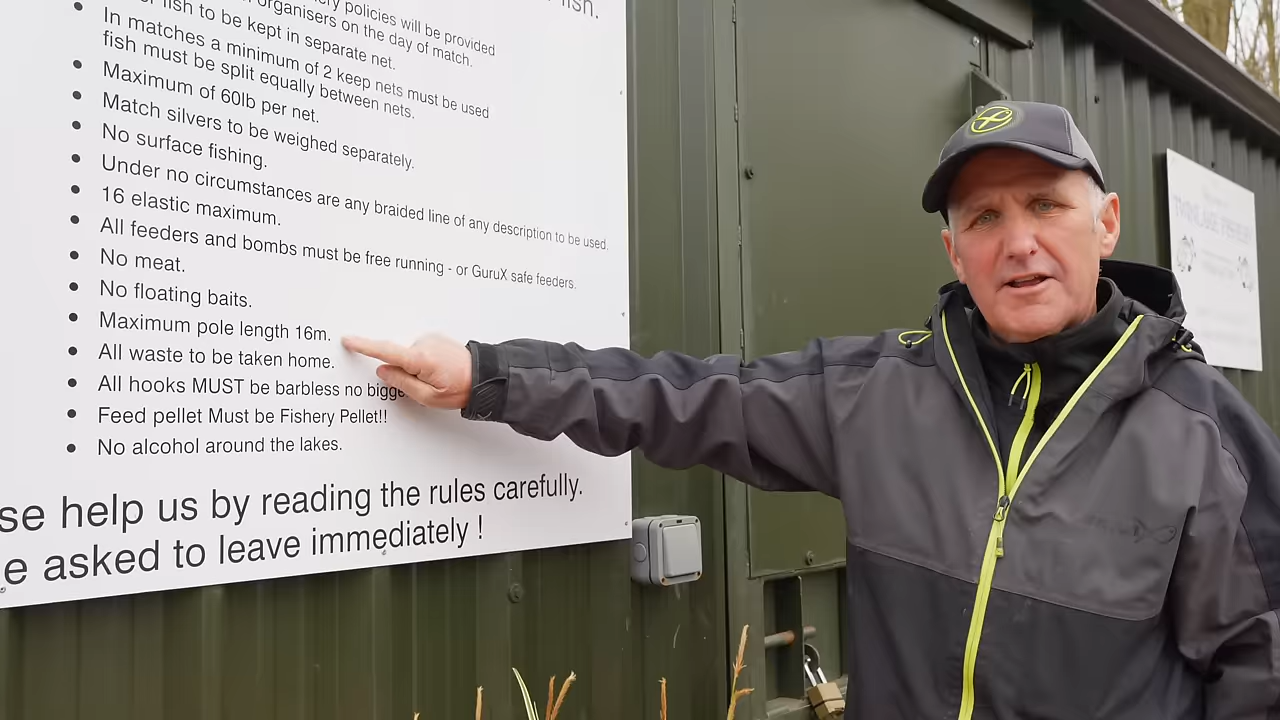 fish.
ry policies will be provided
organisers on the day of match.
fish to be kept in separate net.
In matches a minimum of 2 keep nets must be used
fish must be split equally between nets.
Maximum of 60lb per net.
Match silvers to be weighed separately.
No surface fishing.
Under no circumstances are any braided line of any description to be used.
16 elastic maximum.
All feeders and bombs must be free running - or GuruX safe feeders.
No meat.
No floating baits.
Maximum pole length 16m.
All waste to be taken home.
All hooks MUST be barbless no bigge
Feed pellet Must be Fishery Pellet!!
No alcohol around the lakes.
se help us by reading the rules carefully.
e asked to leave immediately !